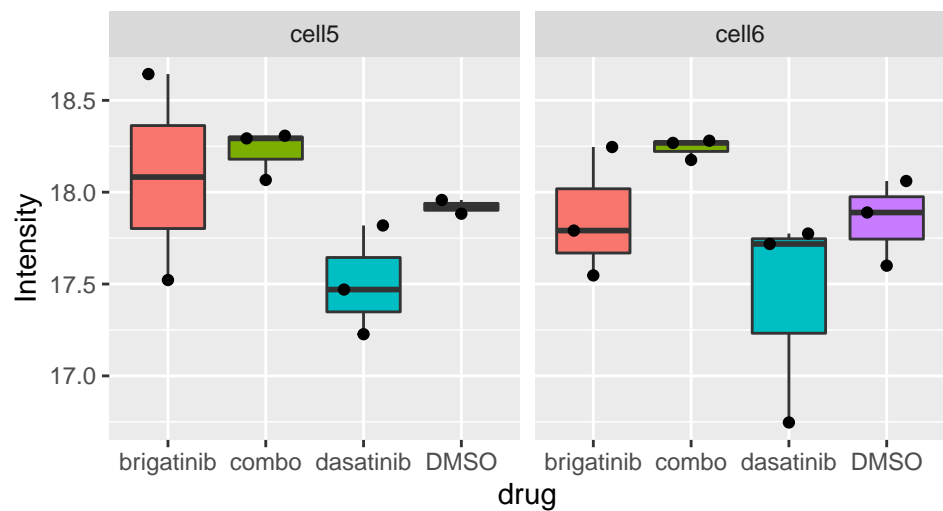 cell5 cell6
18.5
18.0
17.5
17.0
Intensity
brigatinib combo dasatinib DMSO brigatinib combo dasatinib DMSO
drug